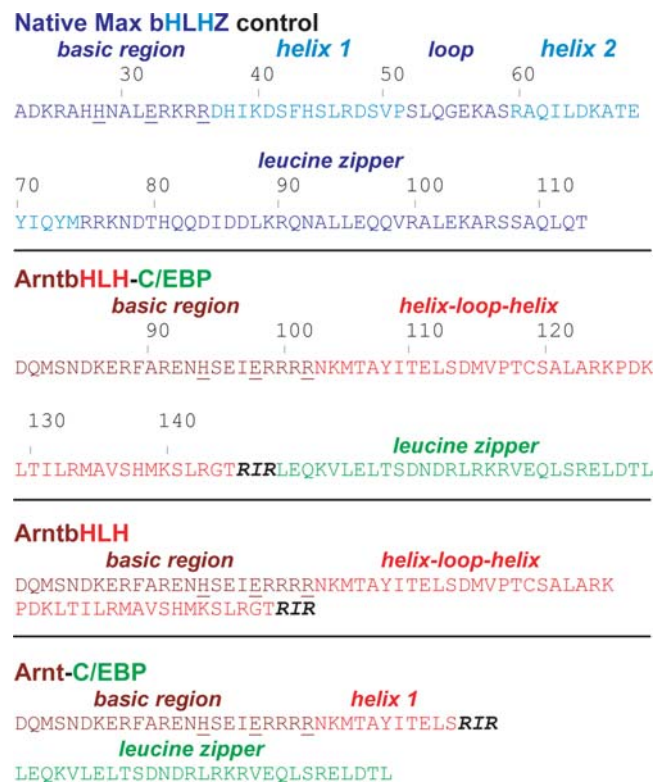 Native Max bHLHZ control
basic region helix 1 loop helix 2
30 40 50 60
ADKRAHHNALERKRRDHIKDSFHSLRDSVPSLQGEKASRAQILDKATE
leucine zipper
70 80 90 100 110
YIQYMRRKNDTHQQDIDDLKRQNALLEQQVRALEKARSSAQLQT
ArntbHLH-C/EBP
basic region helix-loop-helix
90 100 110 120
DQMSNDKERFARENHSEIERRRRNKMTAYITELSDMVPTCSALARKPDK
130 140
leucine zipper
LTILRMAVSHMKSLRGTRIRLEQKVLELTSDNDRLRKRVEQLSRELDTL
ArntbHLH
basic region helix-loop-helix
DQMSNDKERFARENHSEIERRRRNKMTAYITELSDMVPTCSALARK
PDKLTILRMAVSHMKSLRGTRIR
Arnt-C/EBP
basic region helix 1
DQMSNDKERFARENHSEIERRRRNKMTAYITELSRIR
leucine zipper
LEQKVLELTSDNDRLRKRVEQLSRELDTL